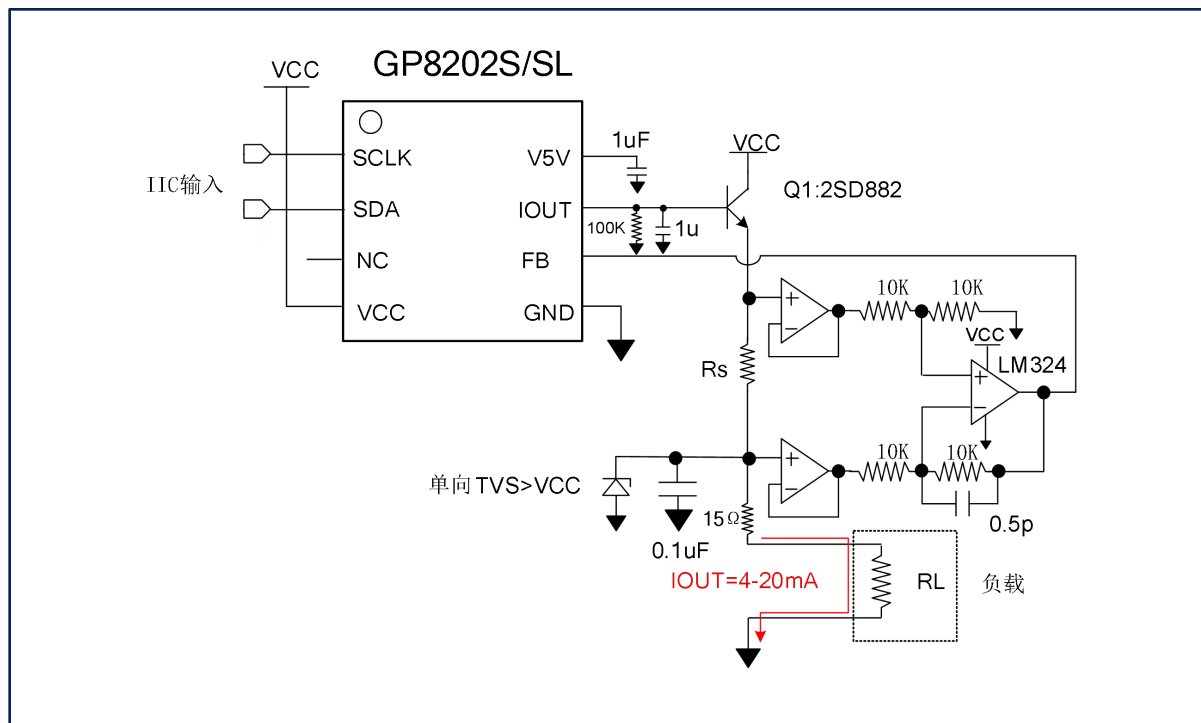 GP8202S/SL
VCC
SCLK
V5V
1uF
VCC
IIC输入
Q1:2SD882
SDA
IOUT
100K
1u
NC
FB
VCC
GND
+
−
10K
10K
VCC
LM324
+
−
Rs
+
−
10K
10K
单向TVS>VCC
0.1uF
15Ω
0.5p
IOUT=4-20mA
RL
负载